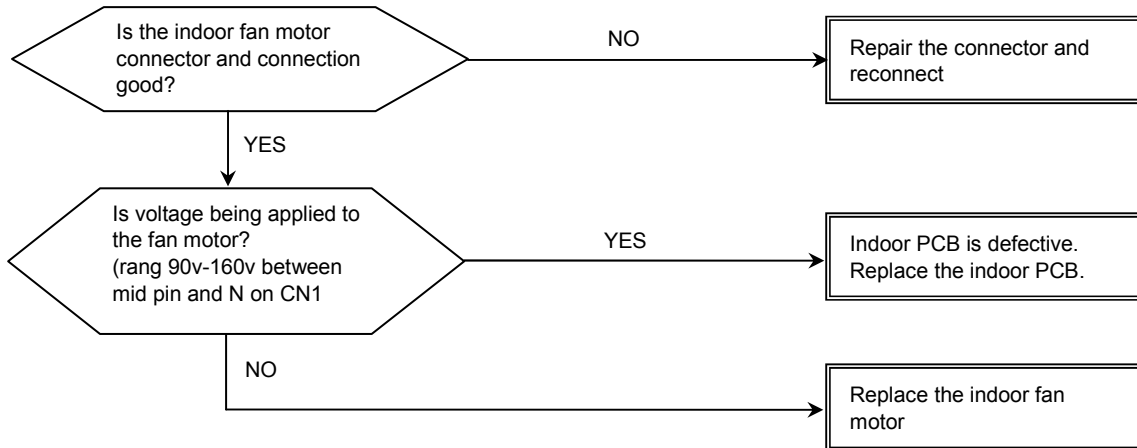 Is the indoor fan motor
connector and connection
good?
NO
Repair the connector and
reconnect
YES
Is voltage being applied to
the fan motor?
(rang 90v-160v between
mid pin and N on CN1
YES
Indoor PCB is defective.
Replace the indoor PCB.
NO
Replace the indoor fan
motor